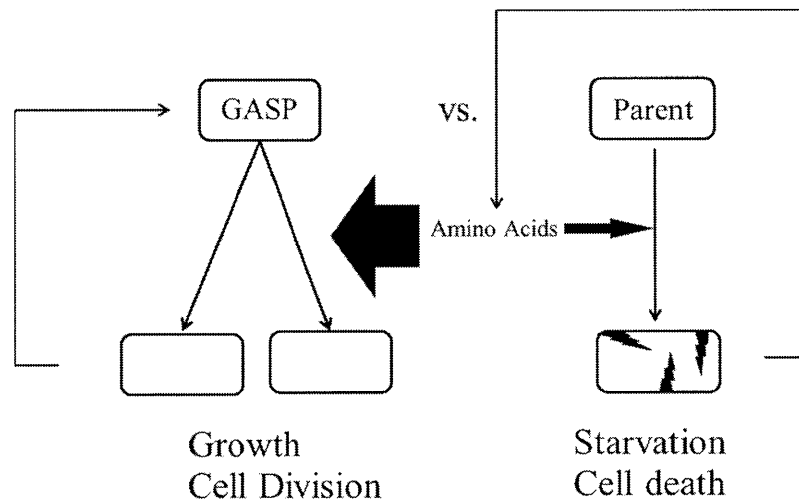 GASP
vs.
Parent
Amino Acids
Growth
Cell Division
Starvation
Cell death